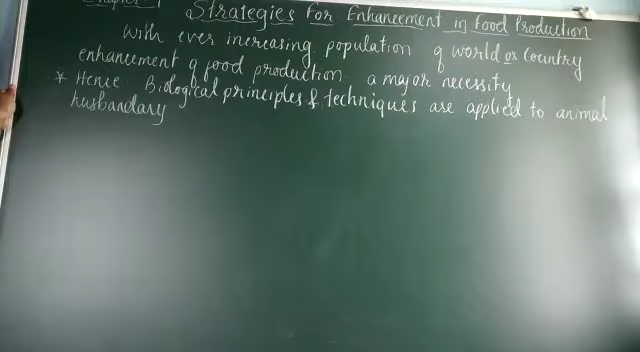 Chapter - 1 Strategies For Enhancement in Food Production
With ever increasing population of world or Country
enhancement of food production a major necessity
* Hence Biological principles & techniques are applied to animal
husbandary